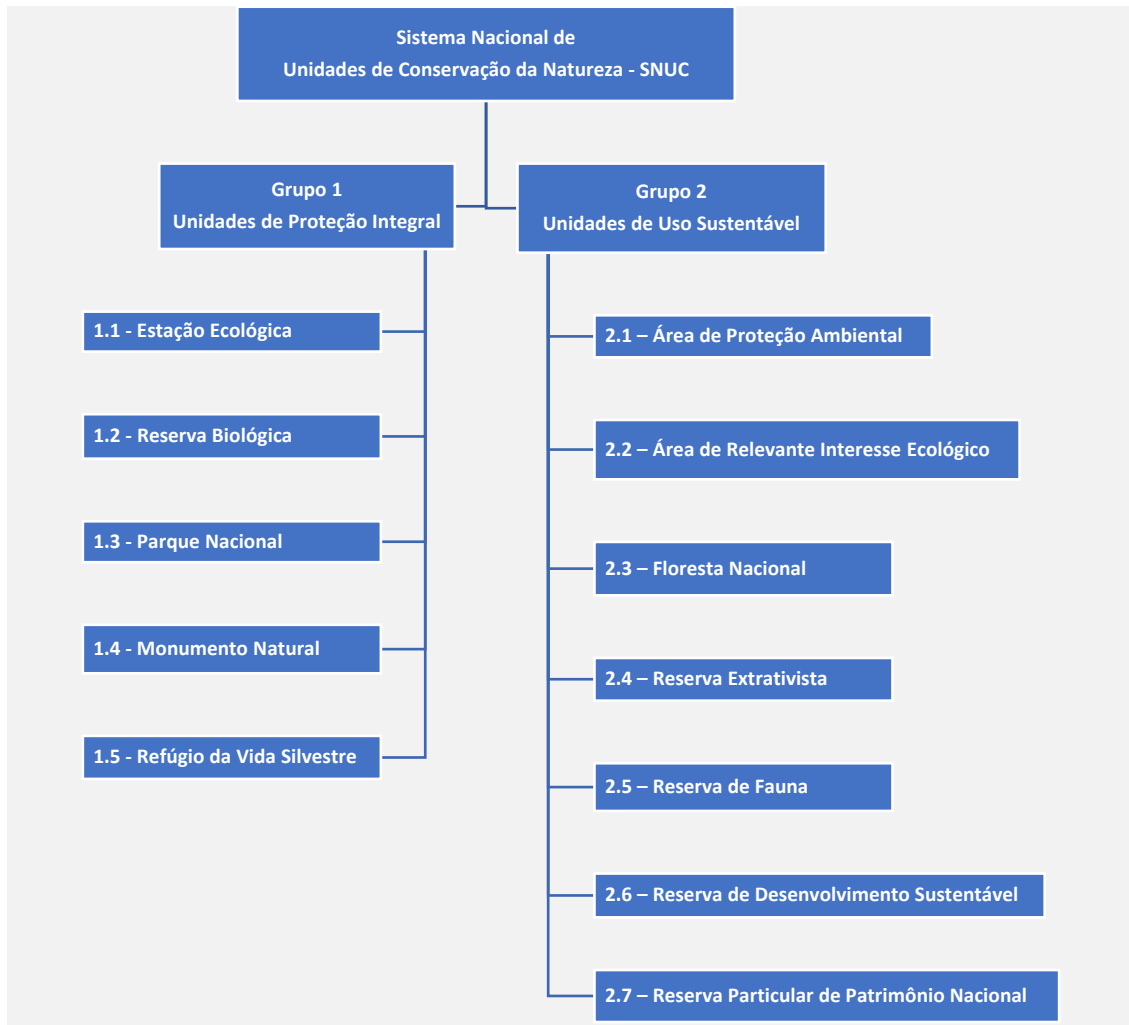 Sistema Nacional de
Unidades de Conservação da Natureza - SNUC
Grupo 1
Unidades de Proteção Integral
Grupo 2
Unidades de Uso Sustentável
1.1 - Estação Ecológica
1.2 - Reserva Biológica
1.3 - Parque Nacional
1.4 - Monumento Natural
1.5 - Refúgio da Vida Silvestre
2.1 – Área de Proteção Ambiental
2.2 – Área de Relevante Interesse Ecológico
2.3 – Floresta Nacional
2.4 – Reserva Extrativista
2.5 – Reserva de Fauna
2.6 – Reserva de Desenvolvimento Sustentável
2.7 – Reserva Particular de Patrimônio Nacional